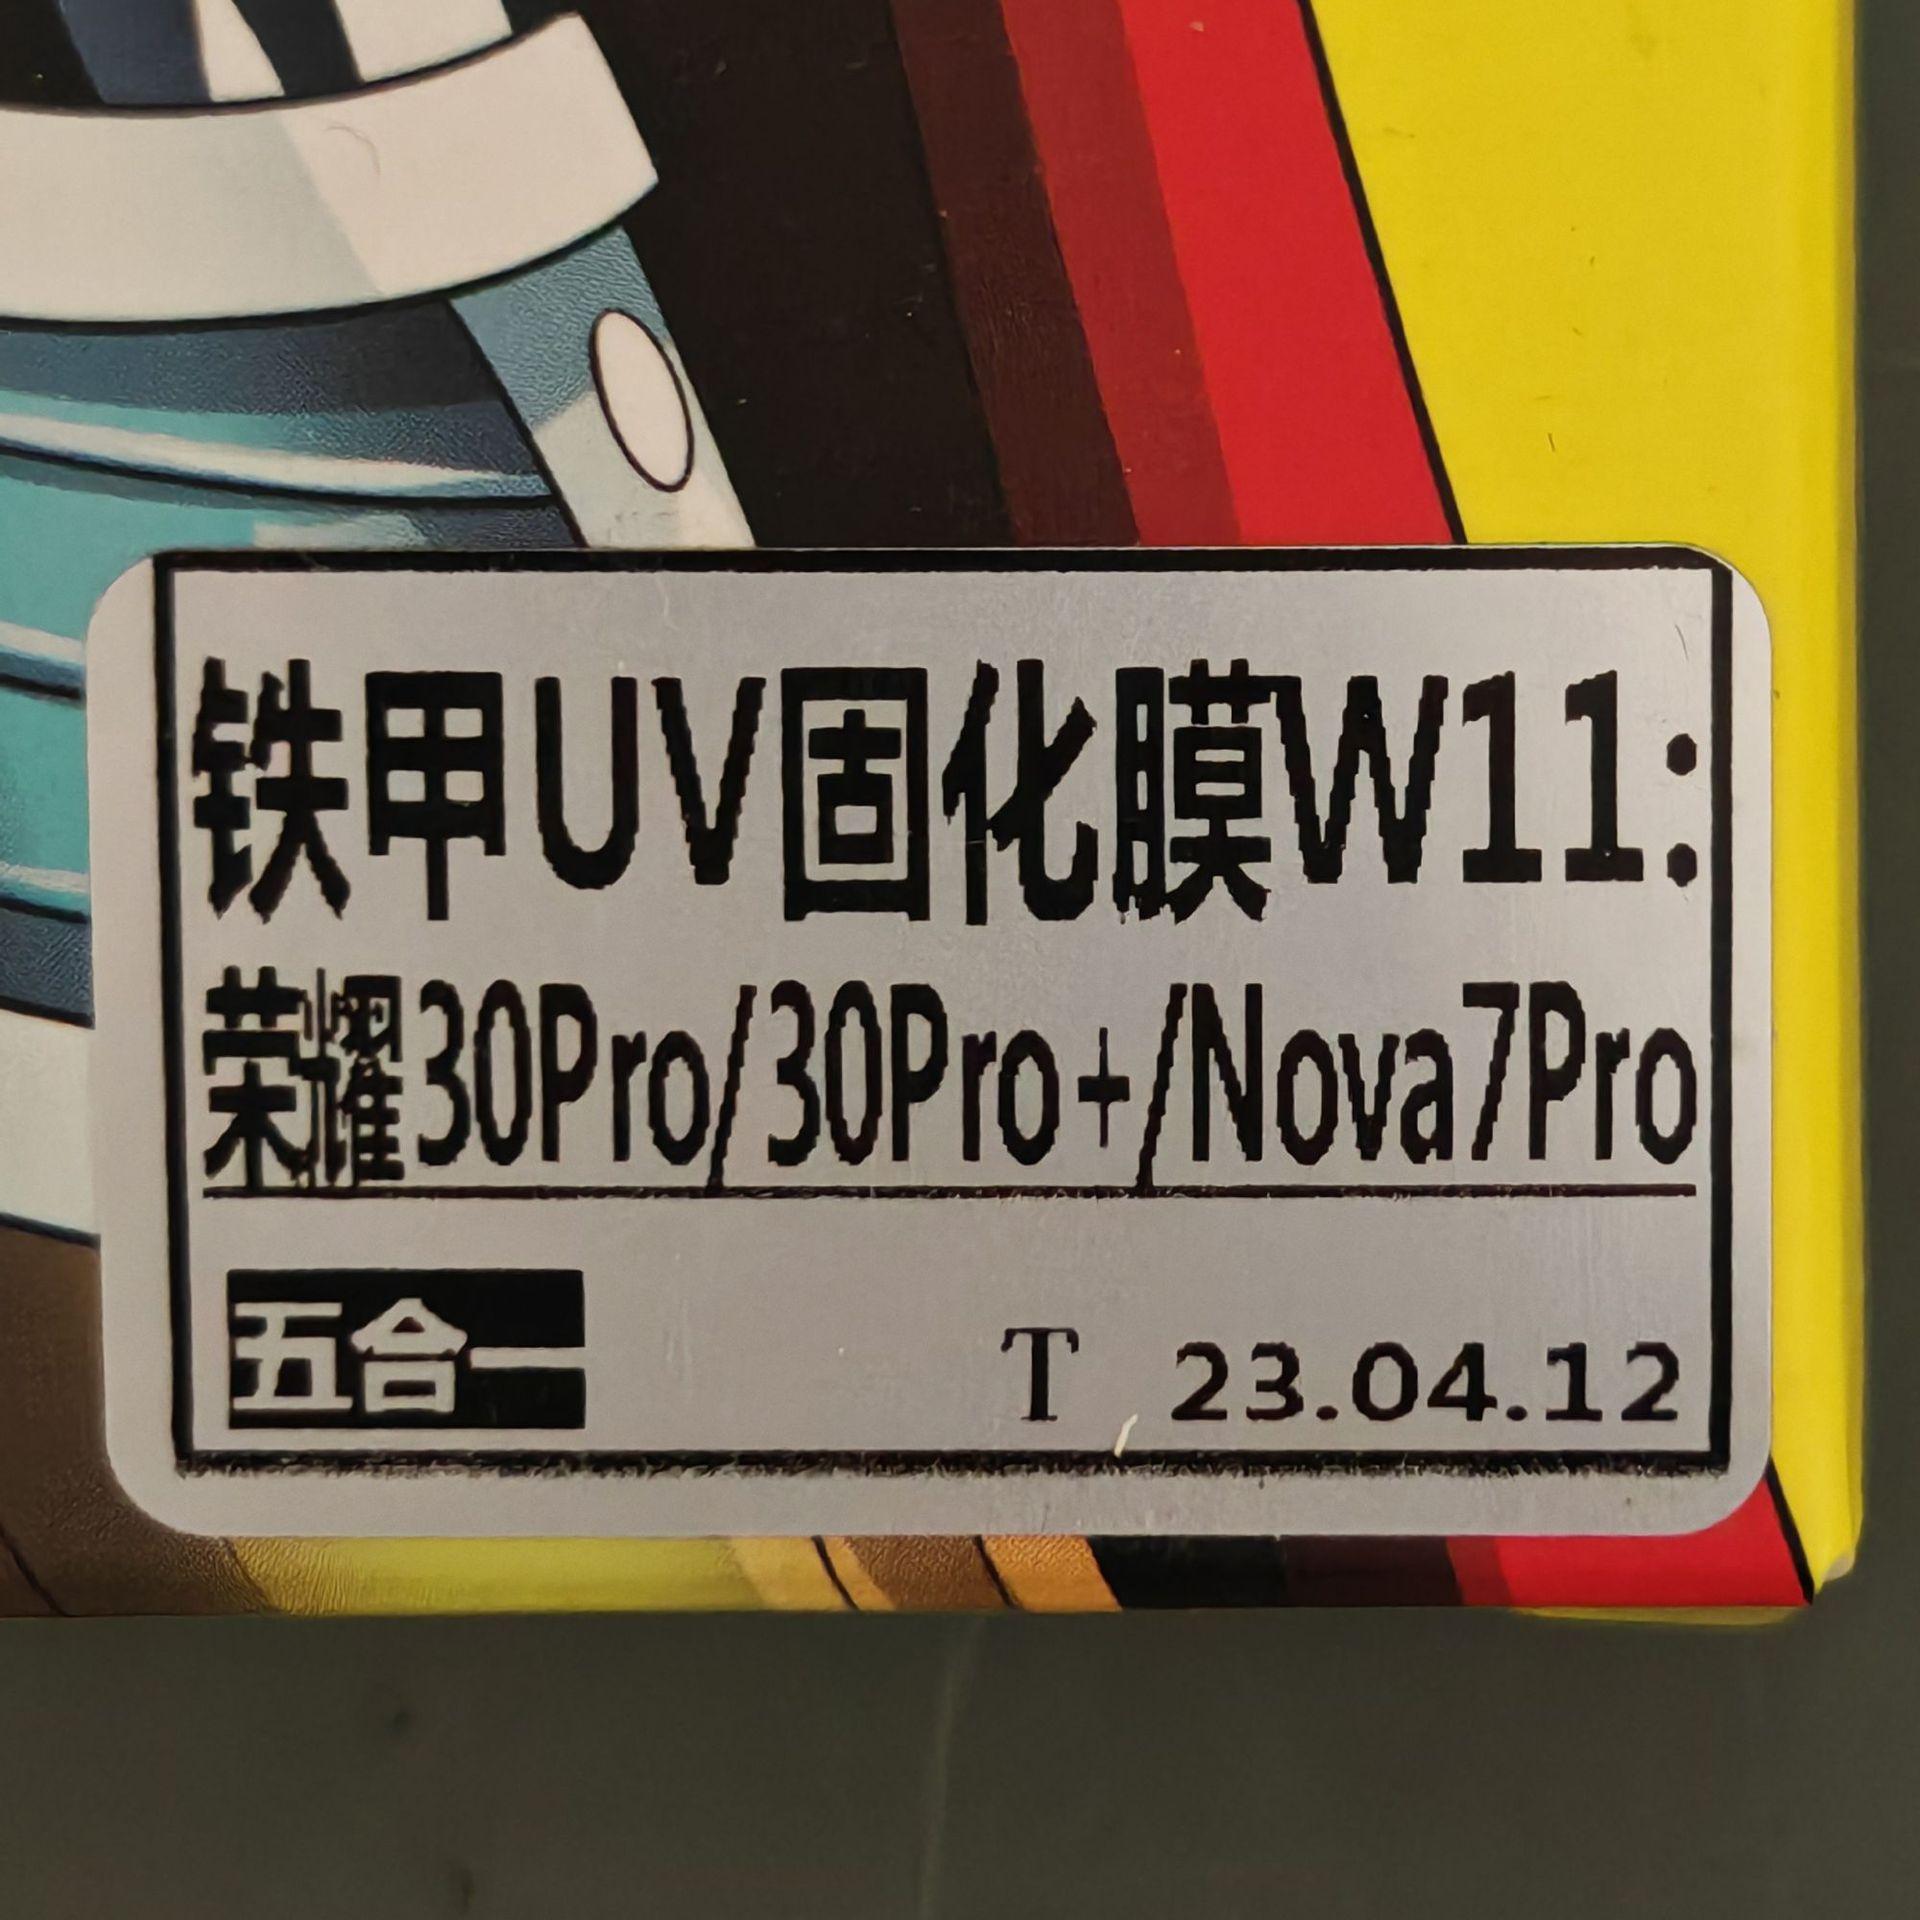 铁甲UV固化膜W11:
荣耀30Pro/30Pro+/Nova7Pro
五合一
T 23.04.12